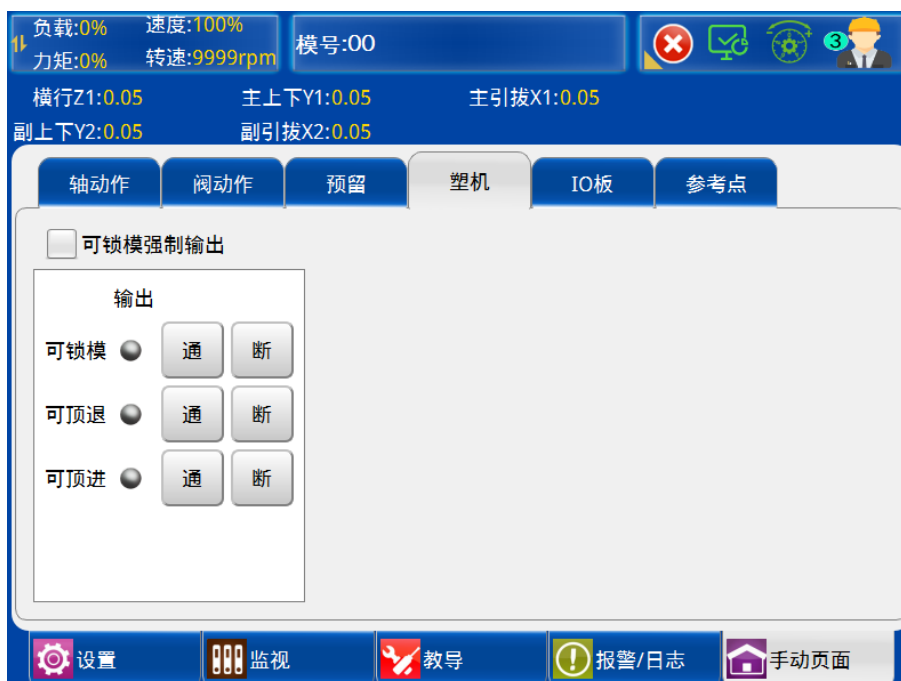 负载:0% 速度:100%
模号:00
3
力矩:0% 转速:9999rpm
横行Z1:0.05 主上下Y1:0.05 主引拔X1:0.05
副上下Y2:0.05 副引拔X2:0.05
轴动作 阀动作 预留 塑机 IO板 参考点
可锁模强制输出
输出
可锁模 通 断
可顶退 通 断
可顶进 通 断
设置 监视 教导 报警/日志 手动页面